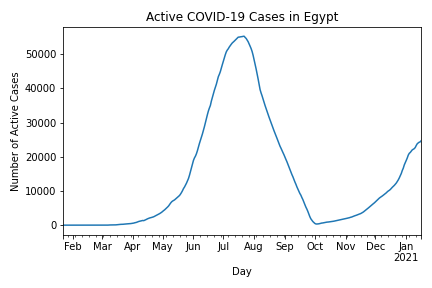 Active COVID-19 Cases in Egypt
Number of Active Cases
50000
40000
30000
20000
10000
0
Feb Mar Apr May Jun Jul Aug Sep Oct Nov Dec Jan
2021
Day